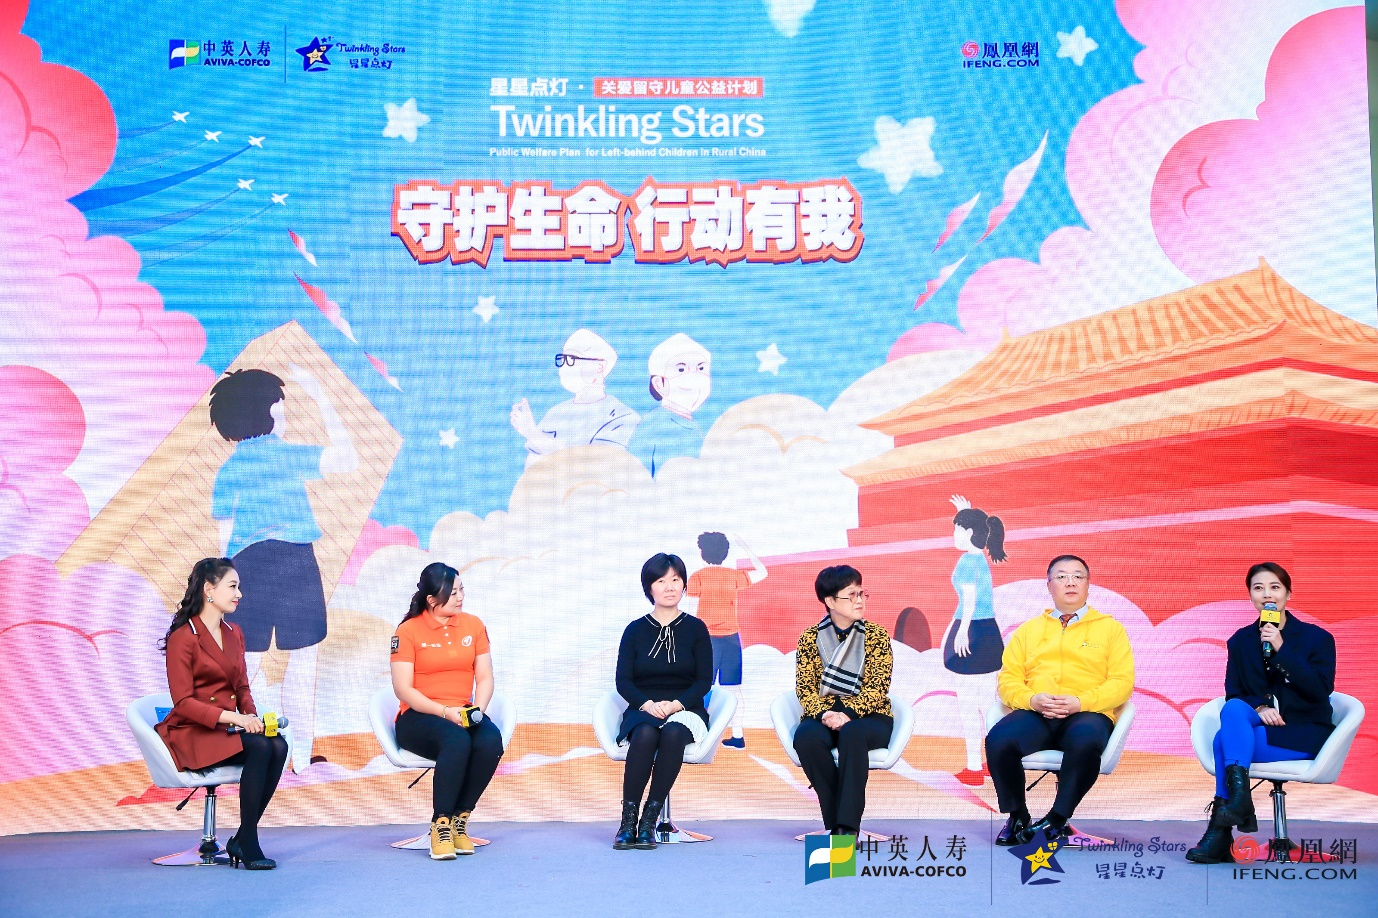 中英人寿
AVIVA-COFCO
Twinkling Stars
星星点灯
鳳凰網
IFENG.COM
星星点灯·关爱留守儿童公益计划
Twinkling Stars
Public Welfare Plan for Left-behind Children in Rural China
守护生命 行动有我
中英人寿
AVIVA-COFCO
Twinkling Stars
星星点灯
鳳凰網
IFENG.COM